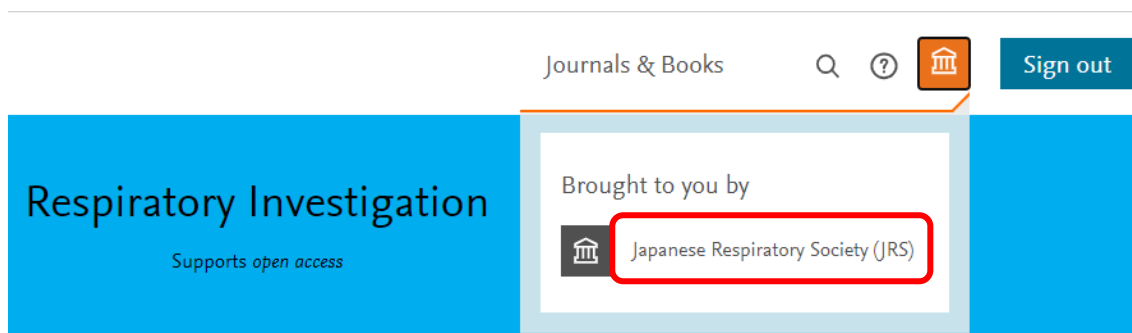 Journals & Books
Sign out
Respiratory Investigation
Supports open access
Brought to you by
Japanese Respiratory Society (JRS)